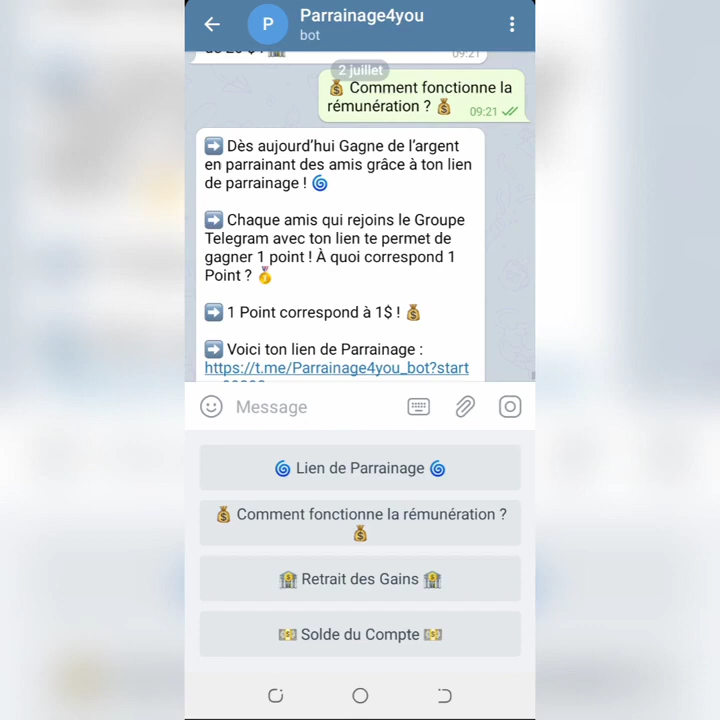 Parrainage4you
bot
09:21
2 juillet
💰 Comment fonctionne la
rémunération ? 💰 09:21
➡️ Dès aujourd'hui Gagne de l'argent
en parrainant des amis grâce à ton lien
de parrainage ! 🌀
➡️ Chaque amis qui rejoins le Groupe
Telegram avec ton lien te permet de
gagner 1 point ! À quoi correspond 1
Point ? 🏅
➡️ 1 Point correspond à 1$ ! 💰
➡️ Voici ton lien de Parrainage :
https://t.me/Parrainage4you_bot?start
Message
🌀 Lien de Parrainage 🌀
💰 Comment fonctionne la rémunération ?
💰
🏦 Retrait des Gains 🏦
💵 Solde du Compte 💵